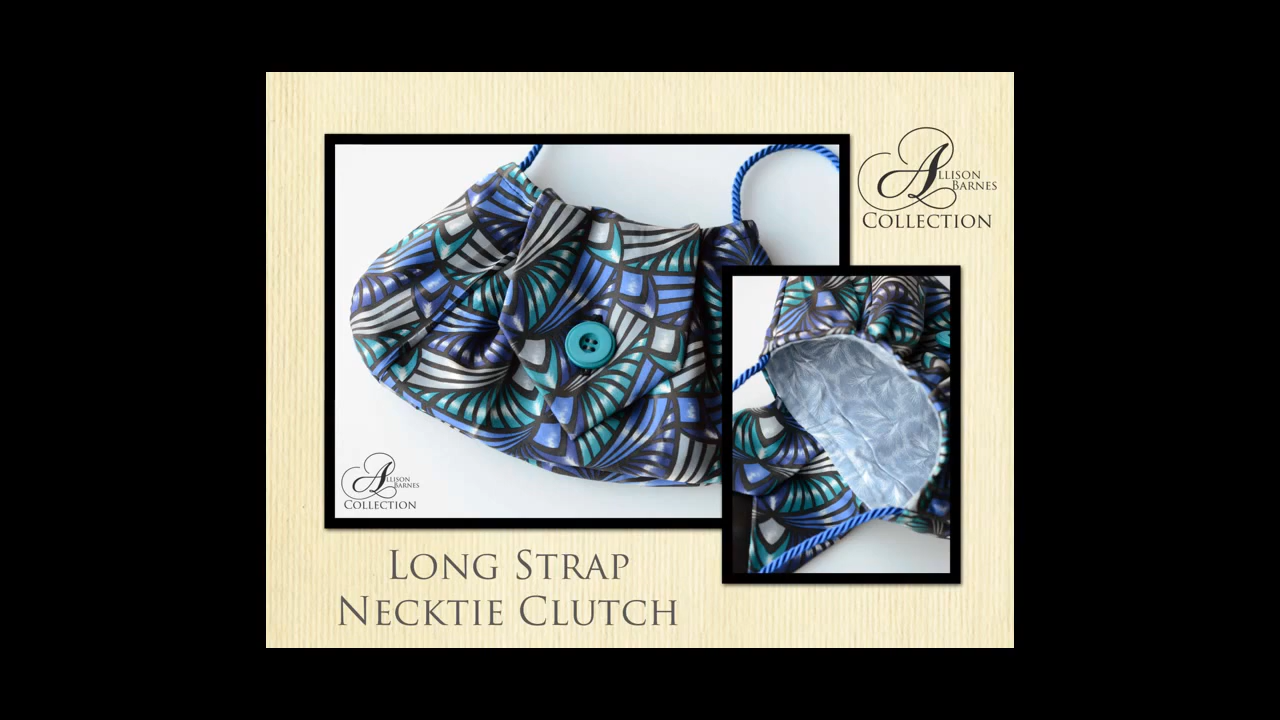 Allison
Barnes
Collection
Allison
Barnes
Collection
Long Strap
Necktie Clutch